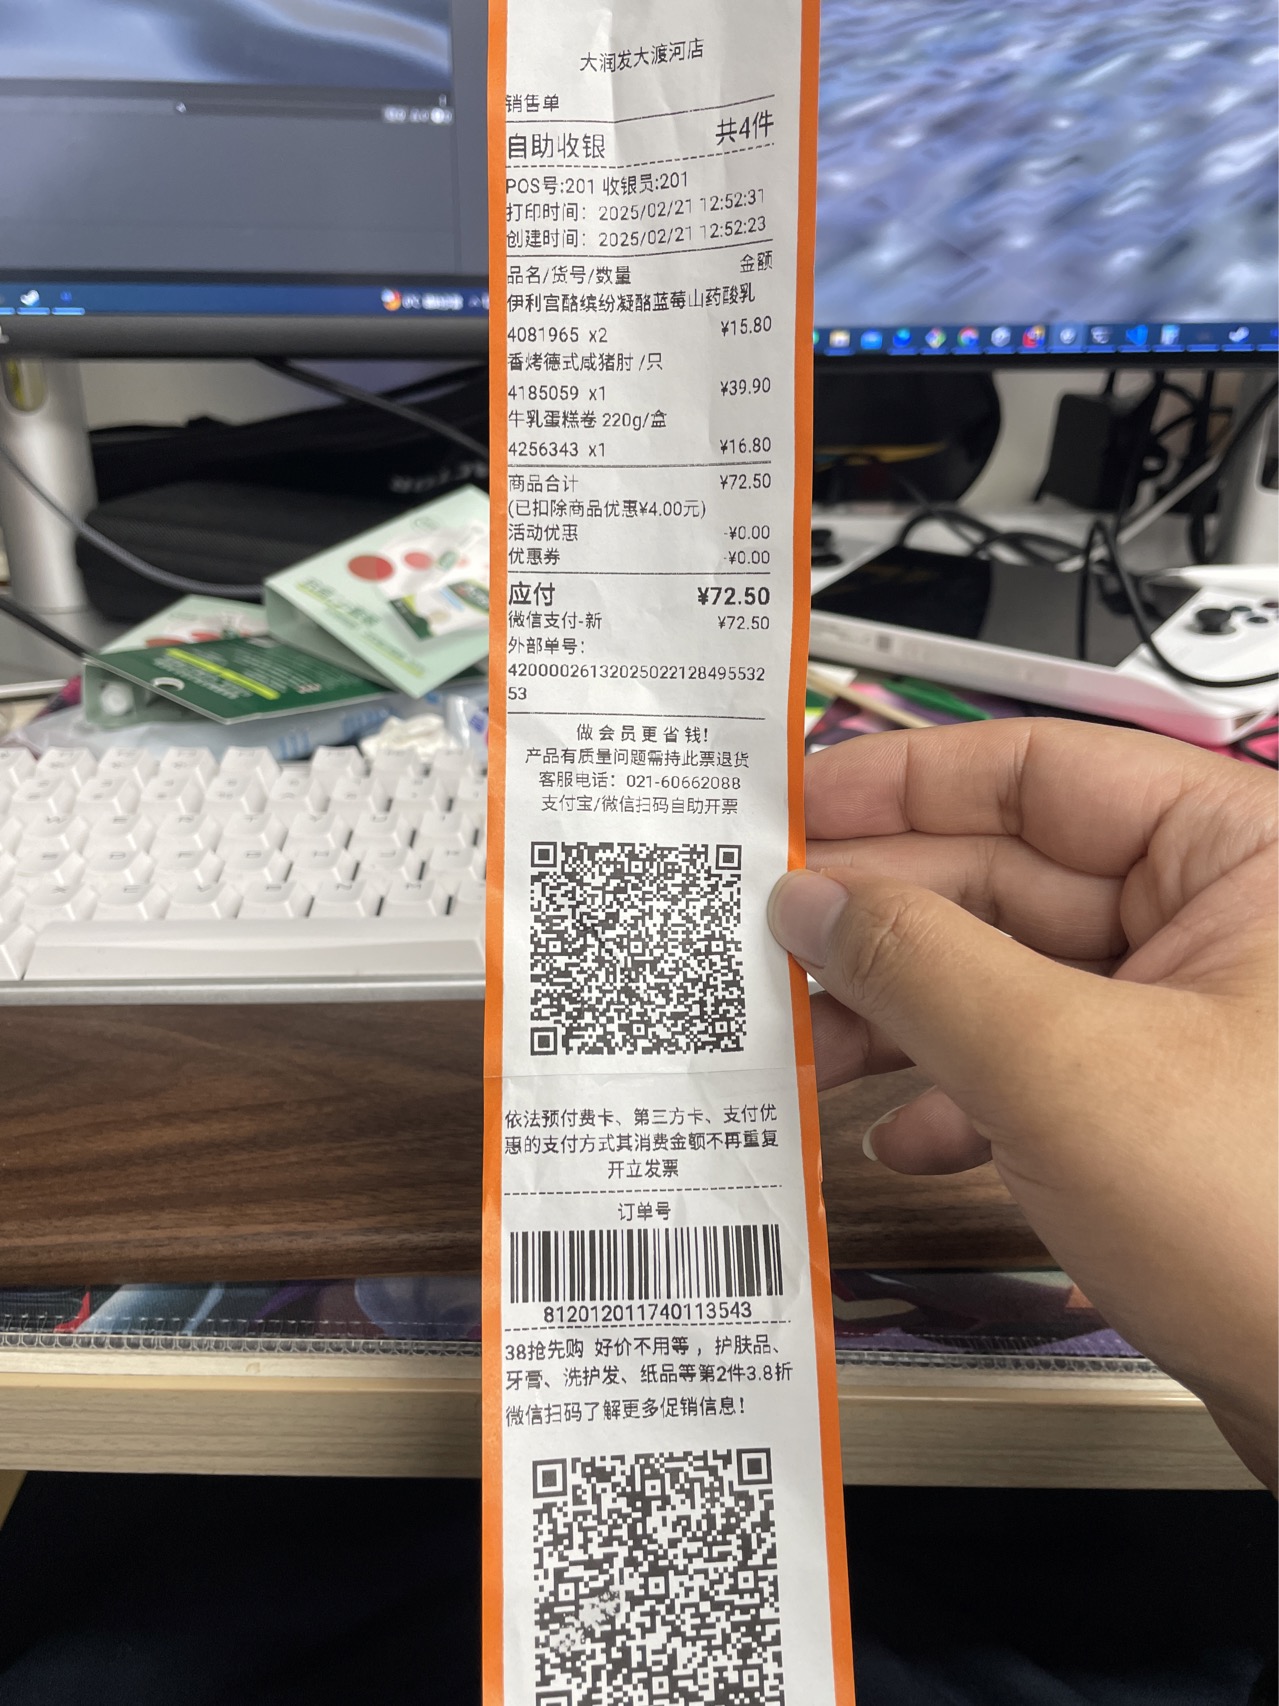 大润发大渡河店
销售单
自助收银 共4件
POS号:201 收银员:201
打印时间：2025/02/21 12:52:31
创建时间：2025/02/21 12:52:23
品名/货号/数量 金额
伊利宫酪缤纷凝酪蓝莓山药酸乳
4081965 x2 ¥15.80
香烤德式咸猪肘 /只
4185059 x1 ¥39.90
牛乳蛋糕卷 220g/盒
4256343 x1 ¥16.80
商品合计 ¥72.50
(已扣除商品优惠¥4.00元)
活动优惠 -¥0.00
优惠券 -¥0.00
应付 ¥72.50
微信支付-新 ¥72.50
外部单号：
42000026132025022128495532
53
做会员更省钱！
产品有质量问题需持此票退货
客服电话：021-60662088
支付宝/微信扫码自助开票
依法预付费卡、第三方卡、支付优
惠的支付方式其消费金额不再重复
开立发票
订单号
812012011740113543
38抢先购 好价不用等，护肤品、
牙膏、洗护发、纸品等第2件3.8折
微信扫码了解更多促销信息！